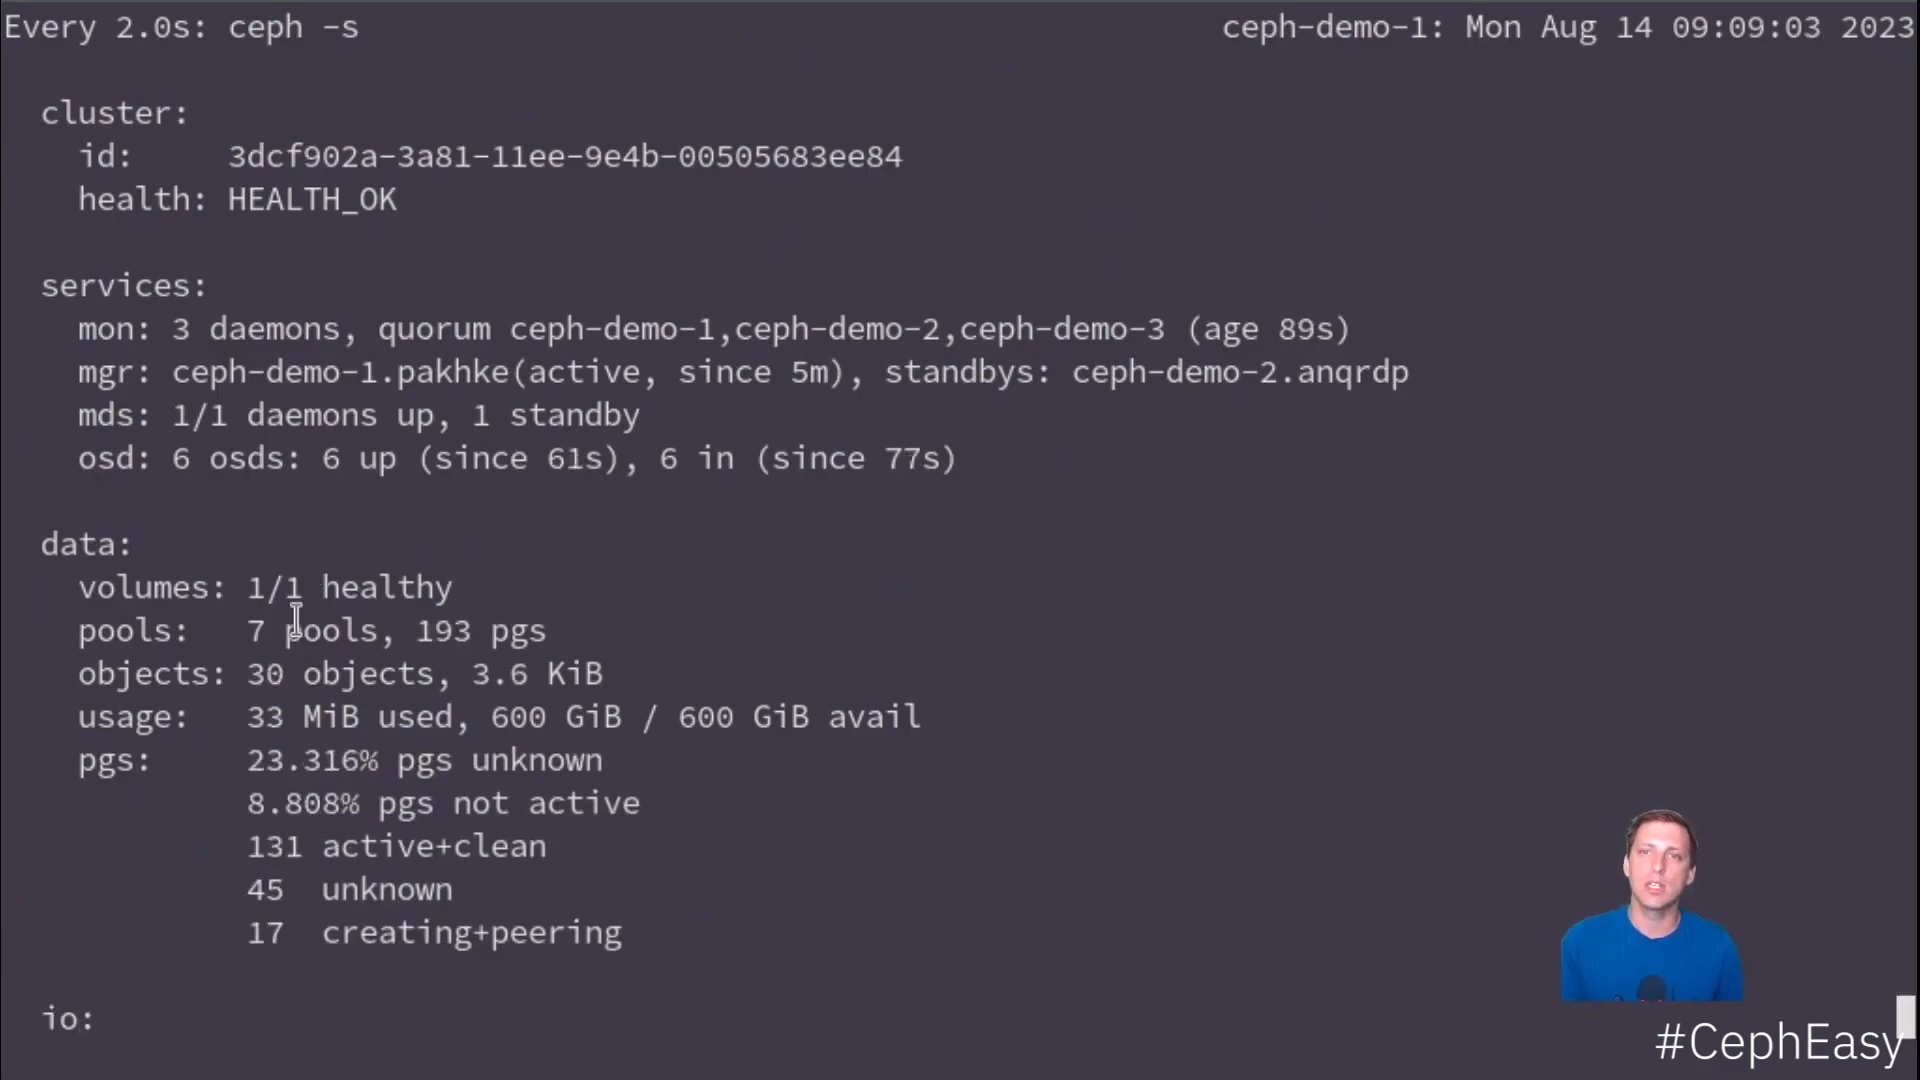 Every 2.0s: ceph -s ceph-demo-1: Mon Aug 14 09:09:03 2023
cluster:
id: 3dcf902a-3a81-11ee-9e4b-00505683ee84
health: HEALTH_OK
services:
mon: 3 daemons, quorum ceph-demo-1,ceph-demo-2,ceph-demo-3 (age 89s)
mgr: ceph-demo-1.pakhke(active, since 5m), standbys: ceph-demo-2.anqrdp
mds: 1/1 daemons up, 1 standby
osd: 6 osds: 6 up (since 61s), 6 in (since 77s)
data:
volumes: 1/1 healthy
pools: 7 pools, 193 pgs
objects: 30 objects, 3.6 KiB
usage: 33 MiB used, 600 GiB / 600 GiB avail
pgs: 23.316% pgs unknown
8.808% pgs not active
131 active+clean
45 unknown
17 creating+peering
io:
#CephEasy